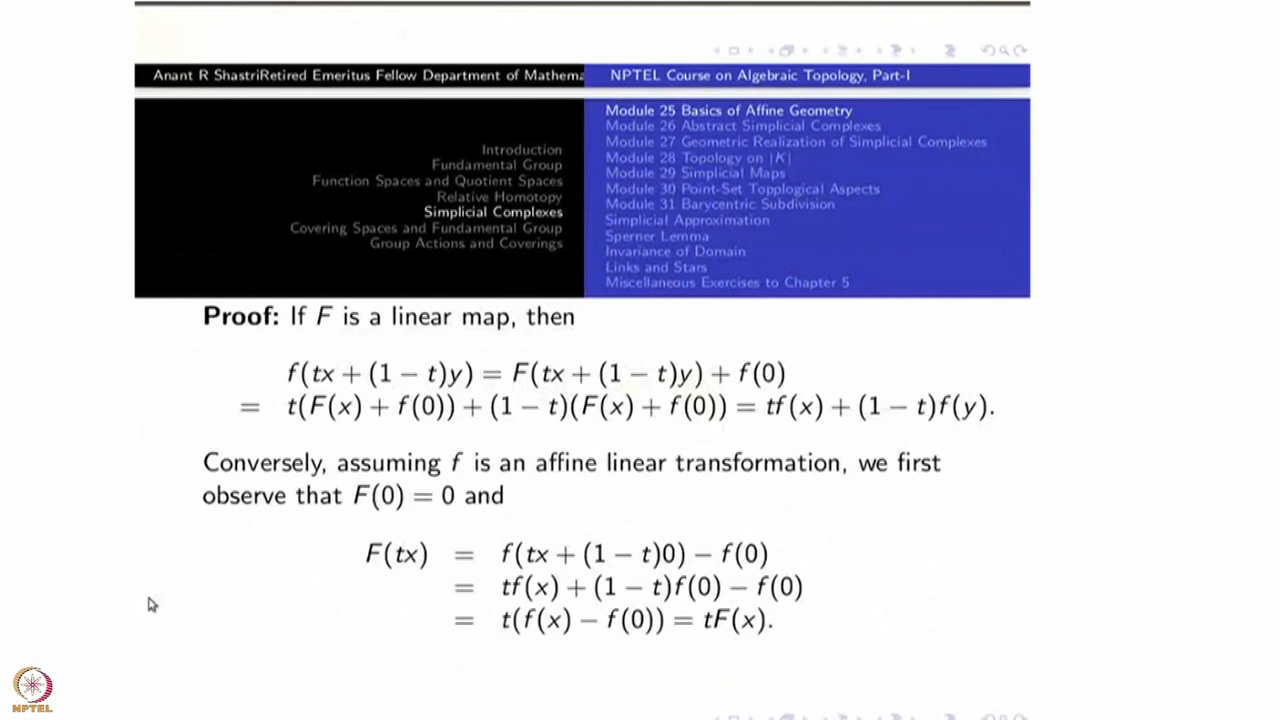 Anant R ShastriRetired Emeritus Fellow Department of Mathema
NPTEL Course on Algebraic Topology, Part-I
Introduction
Fundamental Group
Function Spaces and Quotient Spaces
Relative Homotopy
Simplicial Complexes
Covering Spaces and Fundamental Group
Group Actions and Coverings
Module 25 Basics of Affine Geometry
Module 26 Abstract Simplicial Complexes
Module 27 Geometric Realization of Simplicial Complexes
Module 28 Topology on |K|
Module 29 Simplicial Maps
Module 30 Point-Set Topplogical Aspects
Module 31 Barycentric Subdivision
Simplicial Approximation
Sperner Lemma
Invariance of Domain
Links and Stars
Miscellaneous Exercises to Chapter 5
Proof: If F is a linear map, then
f(tx + (1 − t)y) = F(tx + (1 − t)y) + f(0)
= t(F(x) + f(0)) + (1 − t)(F(x) + f(0)) = tf(x) + (1 − t)f(y).
Conversely, assuming f is an affine linear transformation, we first
observe that F(0) = 0 and
F(tx) = f(tx + (1 − t)0) − f(0)
= tf(x) + (1 − t)f(0) − f(0)
= t(f(x) − f(0)) = tF(x).
NPTEL